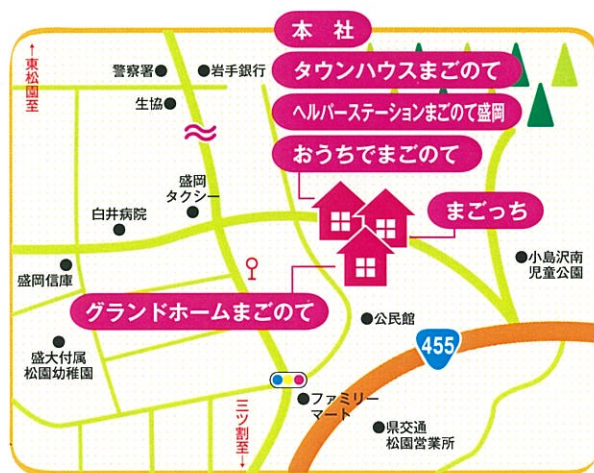 本　社
タウンハウスまごのて
ヘルパーステーションまごのて盛岡
おうちでまごのて
まごっち
グランドホームまごのて
↑東松園至
警察署
岩手銀行
生協
盛岡
タクシー
白井病院
盛岡信庫
盛大付属
松園幼稚園
小鳥沢南
児童公園
公民館
455
ファミリー
マート
県交通
松園営業所
三ツ割至↓